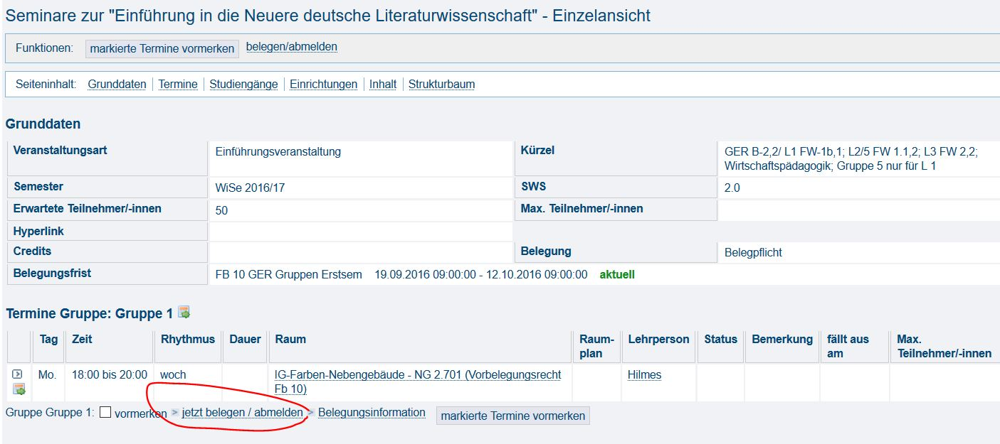 Seminare zur "Einführung in die Neuere deutsche Literaturwissenschaft" - Einzelansicht
Funktionen: markierte Termine vormerken belegen/abmelden
Seiteninhalt: Grunddaten Termine Studiengänge Einrichtungen Inhalt Strukturbaum
Grunddaten
Veranstaltungsart Einführungsveranstaltung Kürzel GER B-2,2/ L1 FW-1b,1; L2/5 FW 1.1,2; L3 FW 2,2;
Wirtschaftspädagogik; Gruppe 5 nur für L 1
Semester WiSe 2016/17 SWS 2.0
Erwartete Teilnehmer/-innen 50 Max. Teilnehmer/-innen
Hyperlink
Credits Belegung Belegpflicht
Belegungsfrist FB 10 GER Gruppen Erstsem 19.09.2016 09:00:00 - 12.10.2016 09:00:00 aktuell
Termine Gruppe: Gruppe 1
Tag Zeit Rhythmus Dauer Raum Raum- Lehrperson Status Bemerkung fällt aus Max.
plan am Teilnehmer/-innen
Mo. 18:00 bis 20:00 woch IG-Farben-Nebengebäude - NG 2.701 (Vorbelegungsrecht Hilmes
Fb 10)
Gruppe Gruppe 1: vormerken > jetzt belegen / abmelden > Belegungsinformation markierte Termine vormerken